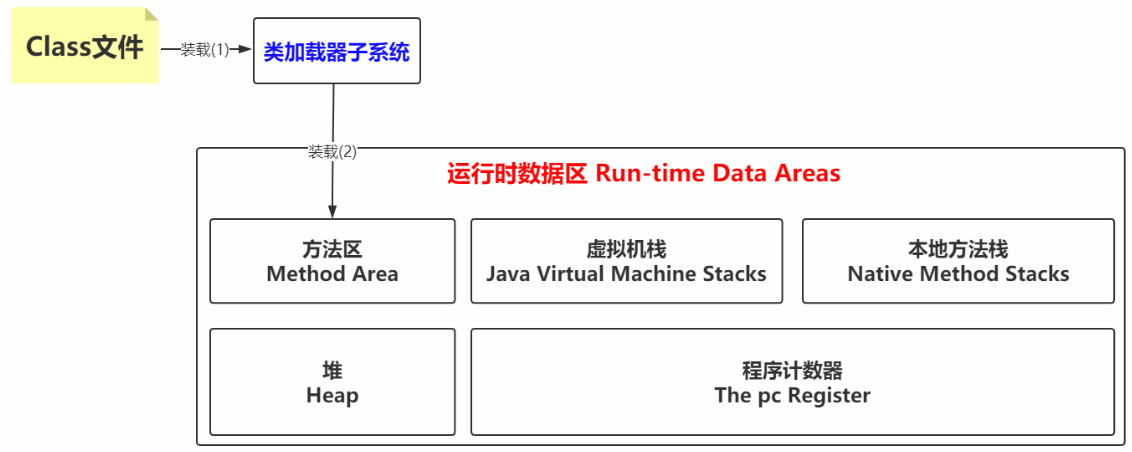 Class文件
装载(1)
类加载器子系统
装载(2)
运行时数据区 Run-time Data Areas
方法区
Method Area
虚拟机栈
Java Virtual Machine Stacks
本地方法栈
Native Method Stacks
堆
Heap
程序计数器
The pc Register